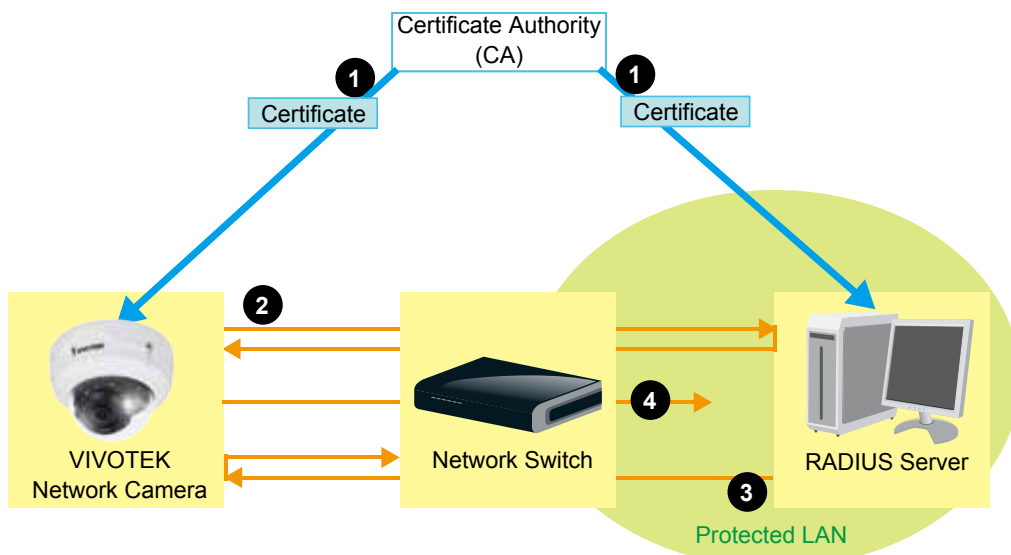 Certificate Authority
(CA)
1
1
Certificate
Certificate
2
4
VIVOTEK
Network Camera
Network Switch
RADIUS Server
3
Protected LAN